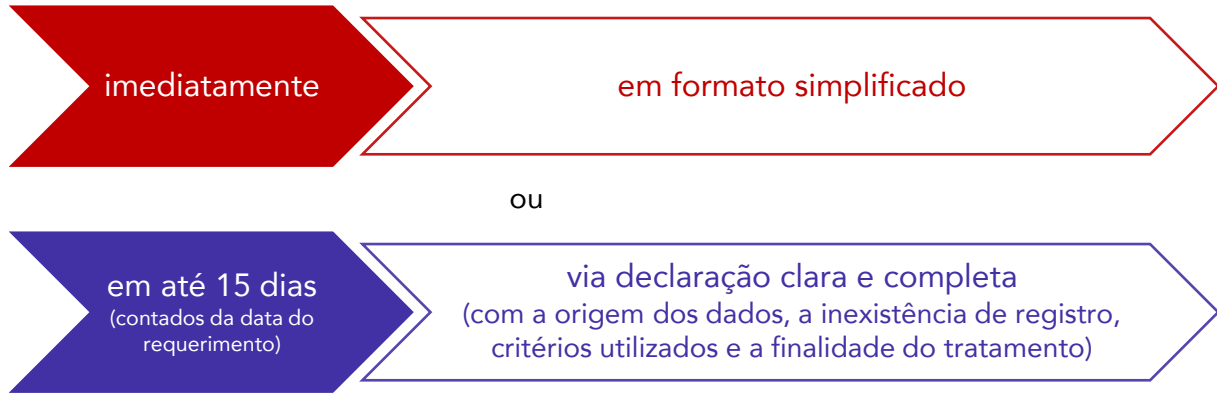 imediatamente
em formato simplificado
ou
em até 15 dias
(contados da data do
requerimento)
via declaração clara e completa
(com a origem dos dados, a inexistência de registro,
critérios utilizados e a finalidade do tratamento)